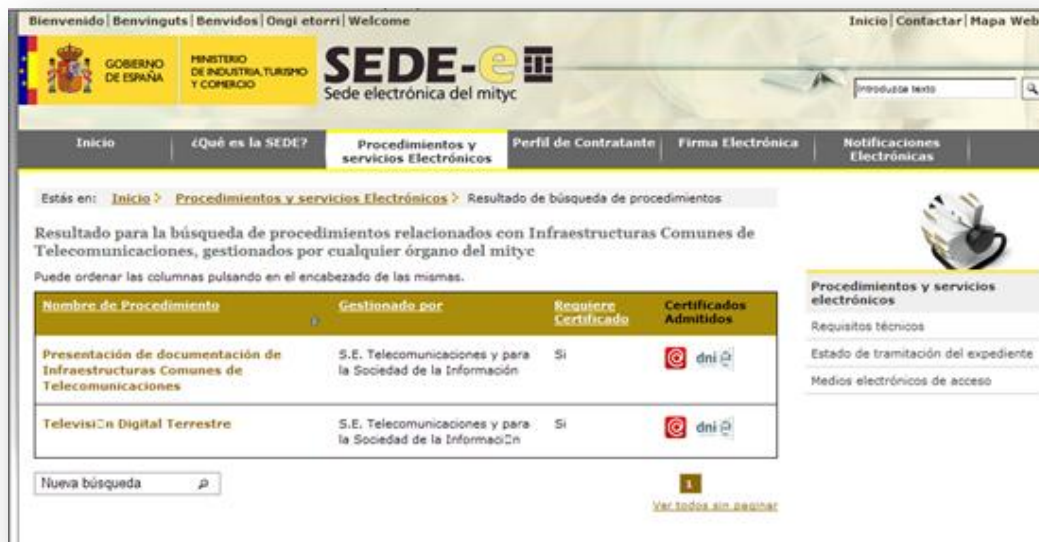 Bienvenido | Benvinguts | Benvidos | Ongi etorri | Welcome
Inicio | Contactar | Mapa Web
GOBIERNO
DE ESPAÑA
MINISTERIO
DE INDUSTRIA, TURISMO
Y COMERCIO
SEDE-e
Sede electrónica del mityc
Introduzca texto
Inicio
¿Qué es la SEDE?
Procedimientos y
servicios Electrónicos
Perfil de Contratante
Firma Electrónica
Notificaciones
Electrónicas
Estás en: Inicio > Procedimientos y servicios Electrónicos > Resultado de búsqueda de procedimientos
Resultado para la búsqueda de procedimientos relacionados con Infraestructuras Comunes de
Telecomunicaciones, gestionados por cualquier órgano del mityc
Puede ordenar las columnas pulsando en el encabezado de las mismas.
Nombre de Procedimiento
Gestionado por
Requiere
Certificado
Certificados
Admitidos
Presentación de documentación de
Infraestructuras Comunes de
Telecomunicaciones
S.E. Telecomunicaciones y para
la Sociedad de la Información
Si
@ dni e
Televisi□n Digital Terrestre
S.E. Telecomunicaciones y para
la Sociedad de la Informaci□n
Si
@ dni e
Nueva búsqueda
1
Ver todos sin paginar
Procedimientos y servicios
electrónicos
Requisitos técnicos
Estado de tramitación del expediente
Medios electrónicos de acceso